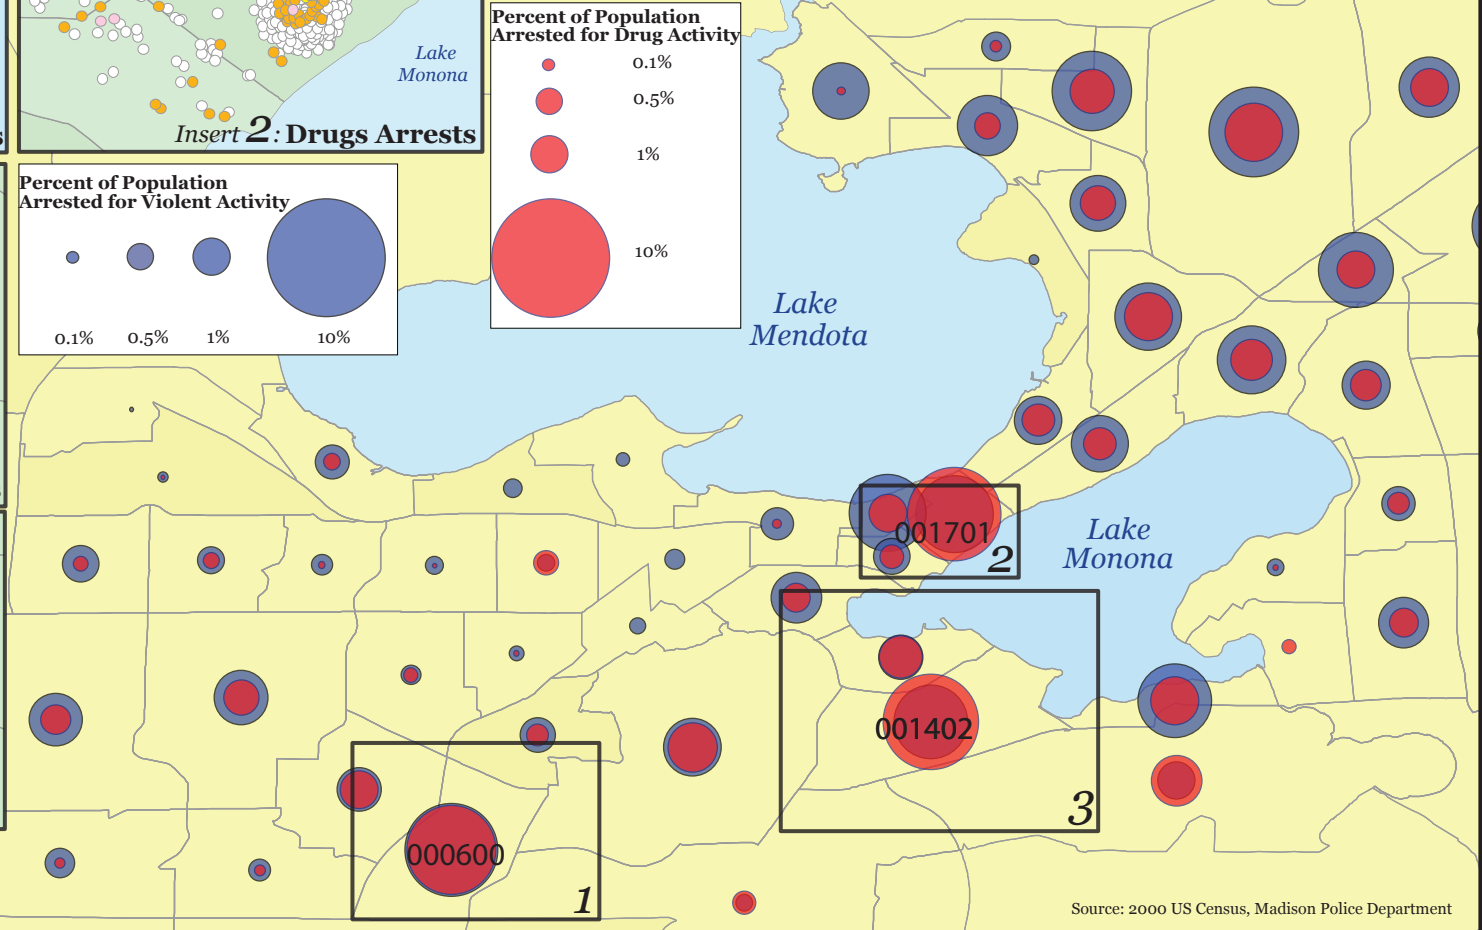 Lake
Monona
Insert 2: Drugs Arrests
Percent of Population
Arrested for Drug Activity
0.1%
0.5%
1%
10%
Percent of Population
Arrested for Violent Activity
0.1%
0.5%
1%
10%
Lake
Mendota
001701
2
Lake
Monona
001402
3
000600
1
Source: 2000 US Census, Madison Police Department